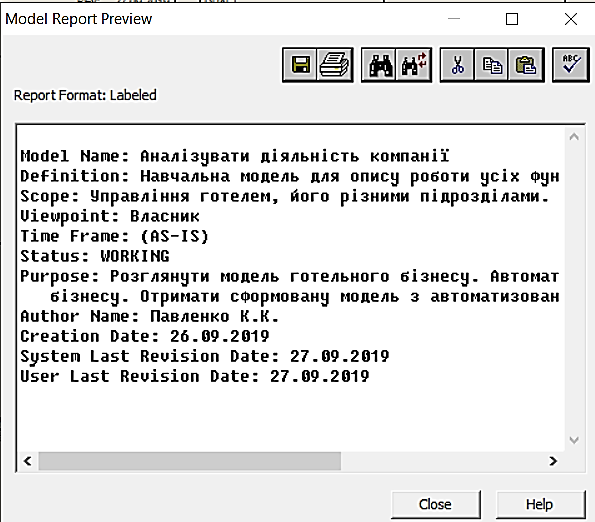 Model Report Preview
Report Format: Labeled
Model Name: Аналізувати діяльність компанії
Definition: Навчальна модель для опису роботи усіх фун
Scope: Управління готелем, його різними підрозділами.
Viewpoint: Власник
Time Frame: (AS-IS)
Status: WORKING
Purpose: Розглянути модель готельного бізнесу. Автомат
бізнесу. Отримати сформовану модель з автоматизован
Author Name: Павленко К.К.
Creation Date: 26.09.2019
System Last Revision Date: 27.09.2019
User Last Revision Date: 27.09.2019
Close Help